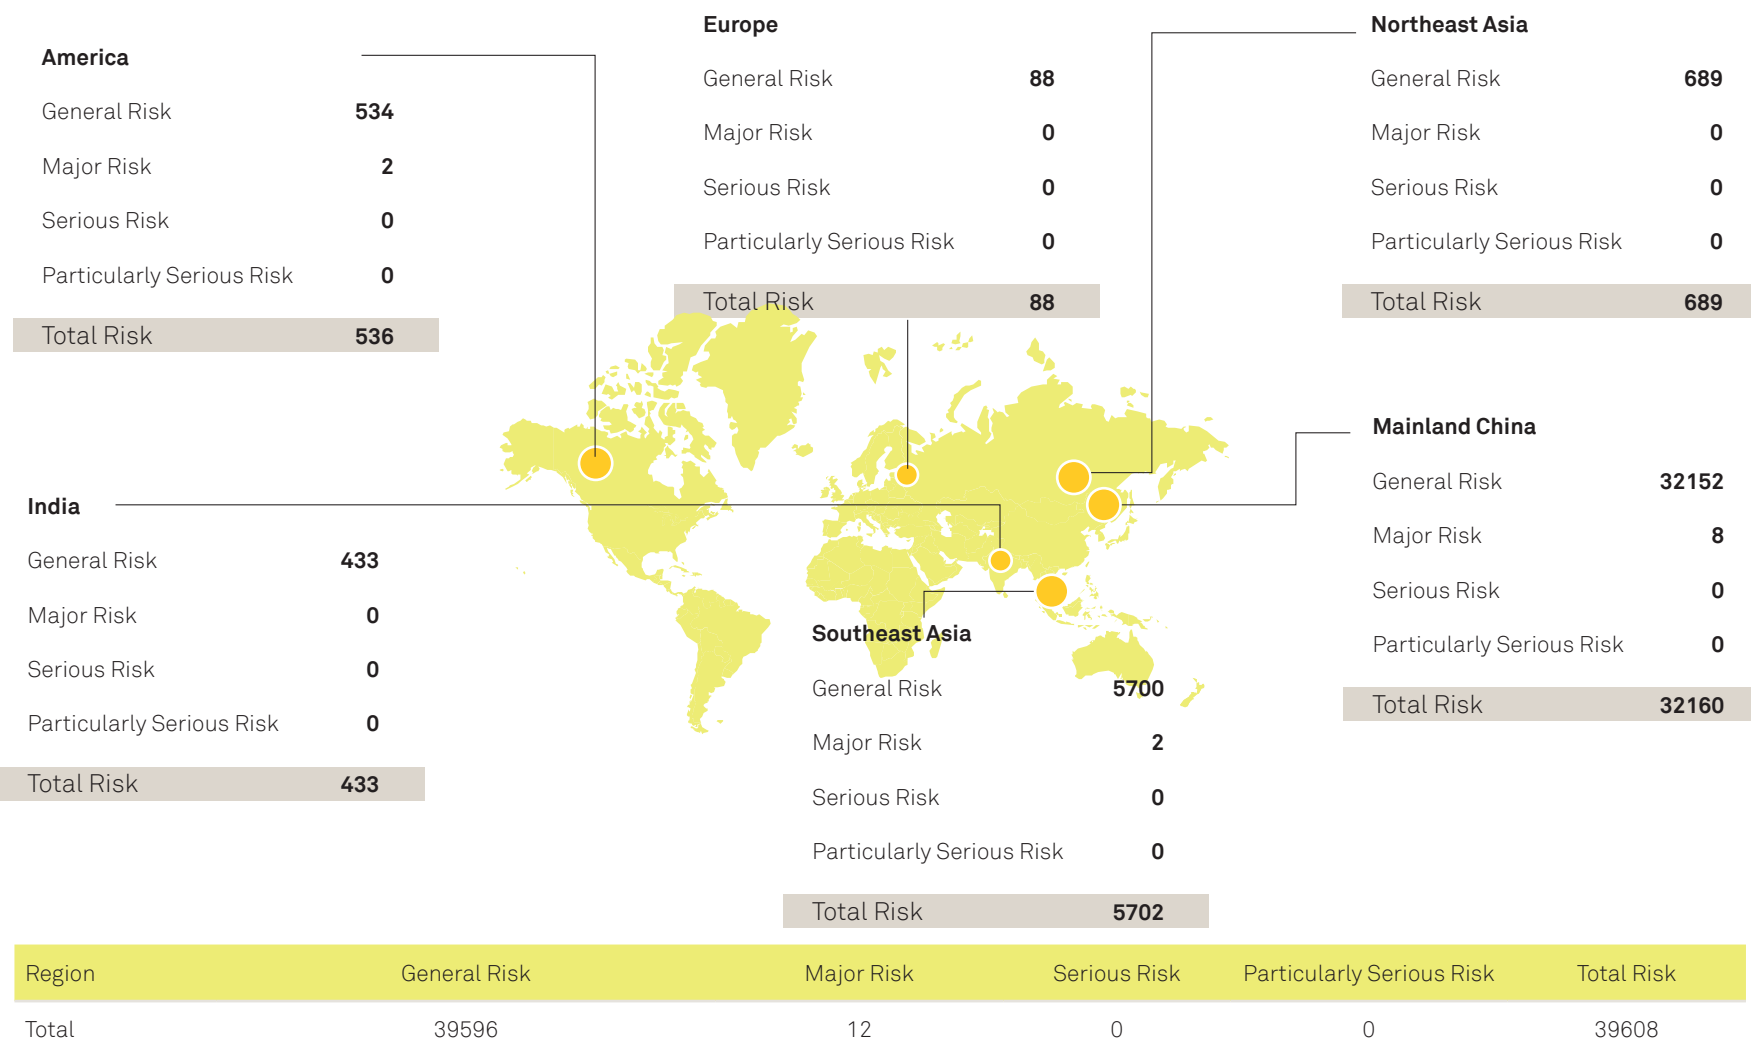 America
General Risk 534
Major Risk 2
Serious Risk 0
Particularly Serious Risk 0
Total Risk 536
Europe
General Risk 88
Major Risk 0
Serious Risk 0
Particularly Serious Risk 0
Total Risk 88
Northeast Asia
General Risk 689
Major Risk 0
Serious Risk 0
Particularly Serious Risk 0
Total Risk 689
India
General Risk 433
Major Risk 0
Serious Risk 0
Particularly Serious Risk 0
Total Risk 433
Southeast Asia
General Risk 5700
Major Risk 2
Serious Risk 0
Particularly Serious Risk 0
Total Risk 5702
Mainland China
General Risk 32152
Major Risk 8
Serious Risk 0
Particularly Serious Risk 0
Total Risk 32160
Region General Risk Major Risk Serious Risk Particularly Serious Risk Total Risk
Total 39596 12 0 0 39608